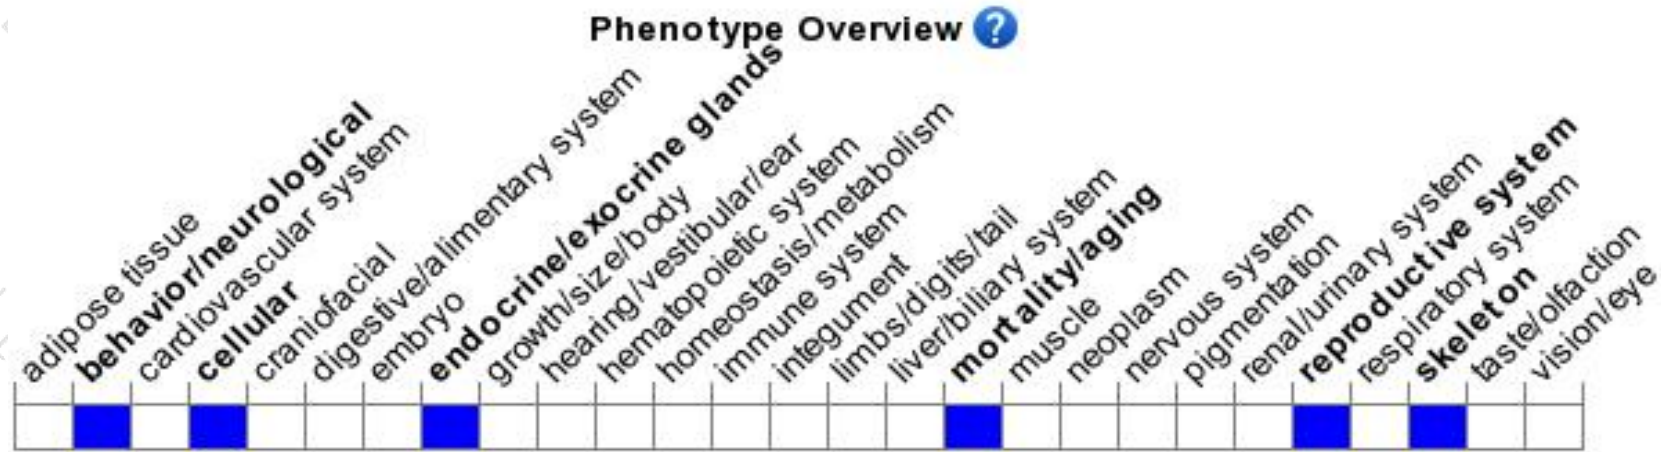 Phenotype Overview ?
adipose tissue
behavior/neurological
cardiovascular system
cellular
craniofacial
digestive/alimentary system
embryo
endocrine/exocrine glands
growth/size/body
hearing/vestibular/ear
hematopoietic system
homeostasis/metabolism
immune system
integument
limbs/digits/tail
liver/biliary system
mortality/aging
muscle
neoplasm
nervous system
pigmentation
renal/urinary system
reproductive system
respiratory system
skeleton
taste/olfaction
vision/eye